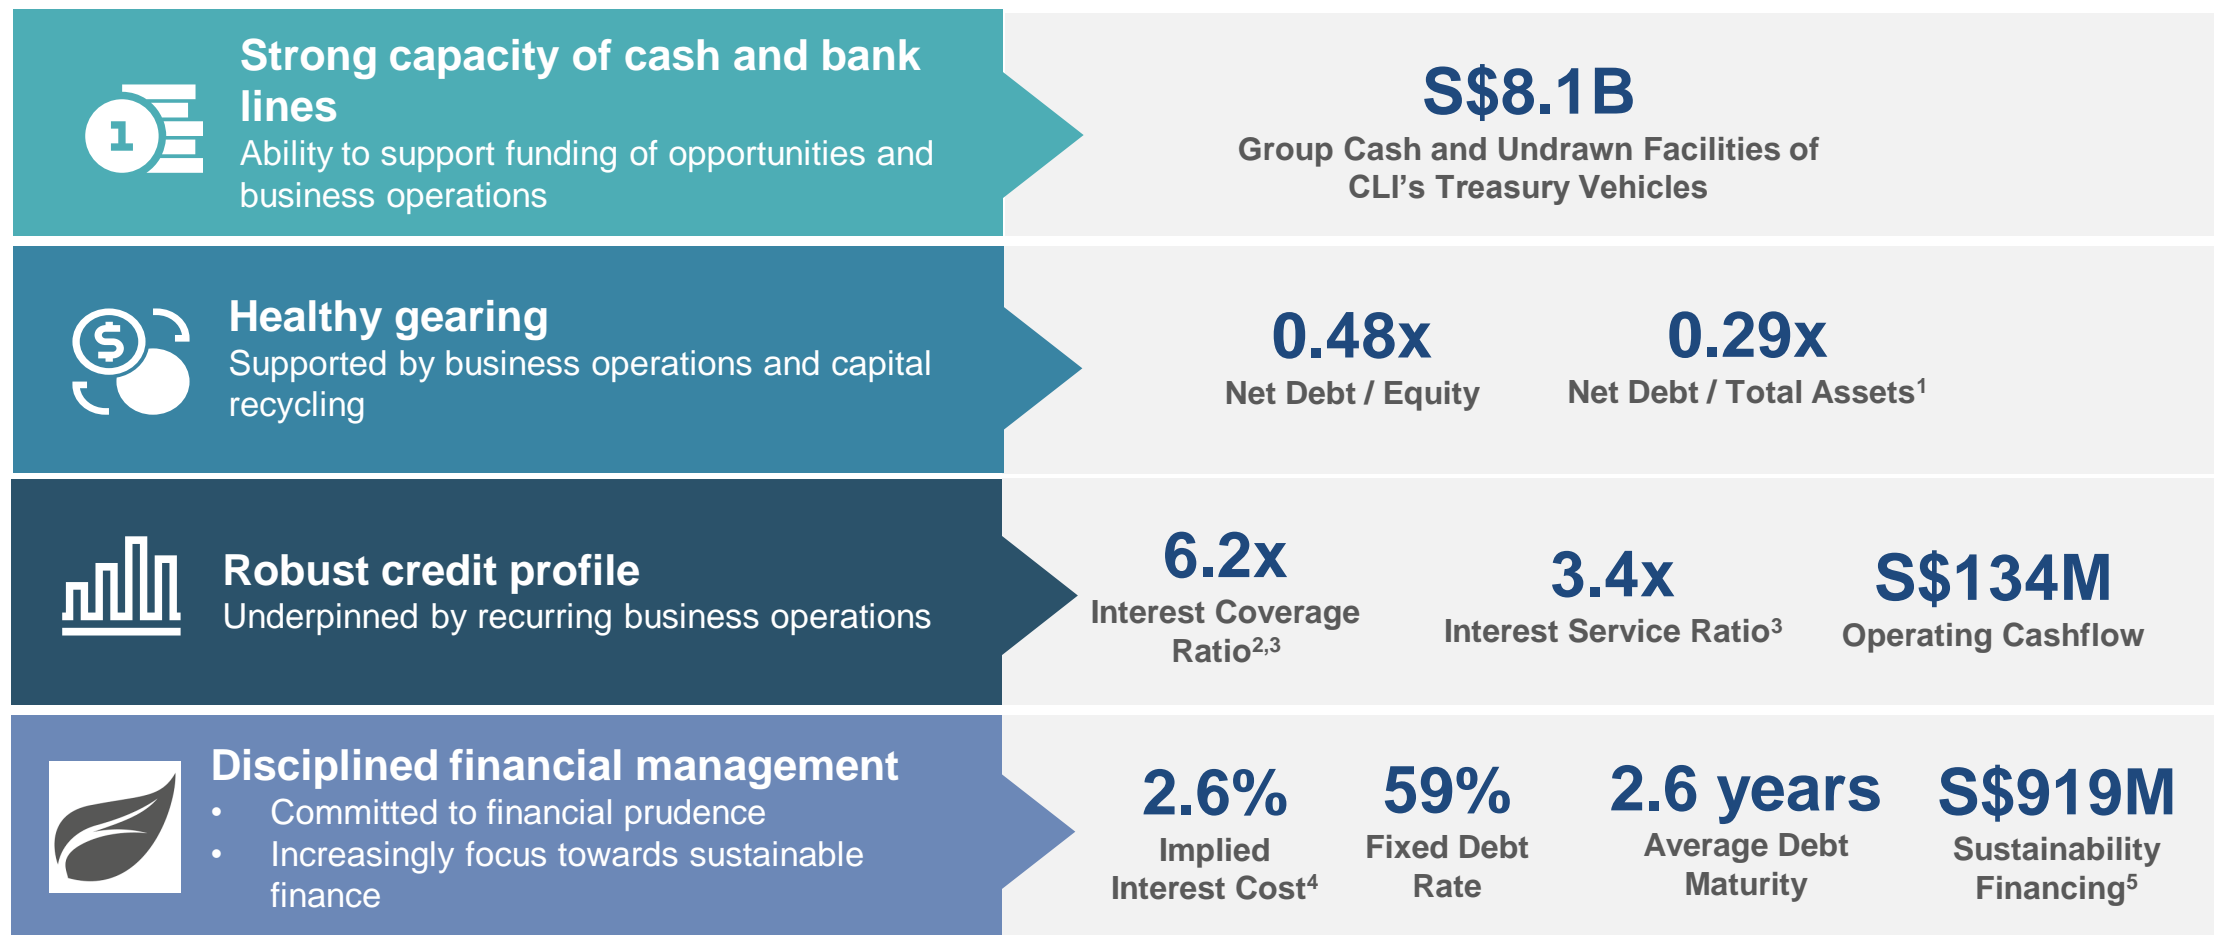 Strong capacity of cash and bank
lines
Ability to support funding of opportunities and
business operations
1
S$8.1B
Group Cash and Undrawn Facilities of
CLI's Treasury Vehicles
$
Healthy gearing
Supported by business operations and capital
recycling
0.48x
Net Debt / Equity
0.29x
Net Debt / Total Assets¹
Robust credit profile
Underpinned by recurring business operations
6.2x
Interest Coverage
Ratio²,³
3.4x
Interest Service Ratio³
S$134M
Operating Cashflow
Disciplined financial management
• Committed to financial prudence
• Increasingly focus towards sustainable
finance
2.6%
Implied
Interest Cost⁴
59%
Fixed Debt
Rate
2.6 years
Average Debt
Maturity
S$919M
Sustainability
Financing⁵